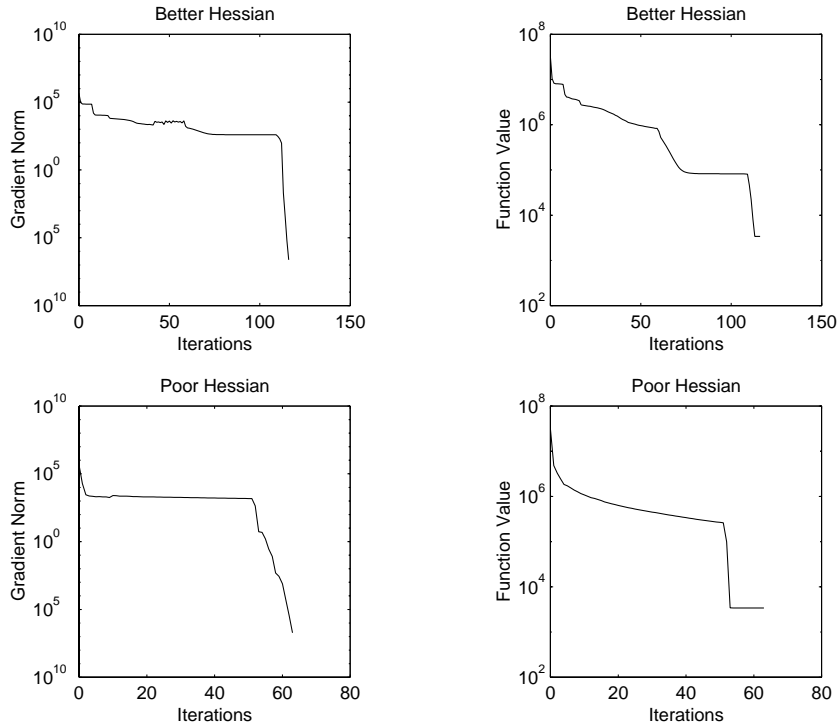 Better Hessian
Gradient Norm
10^10
10^5
10^0
10^5
10^10
0 50 100 150
Iterations
Better Hessian
Function Value
10^8
10^6
10^4
10^2
0 50 100 150
Iterations
Poor Hessian
Gradient Norm
10^10
10^5
10^0
10^5
10^10
0 20 40 60 80
Iterations
Poor Hessian
Function Value
10^8
10^6
10^4
10^2
0 20 40 60 80
Iterations